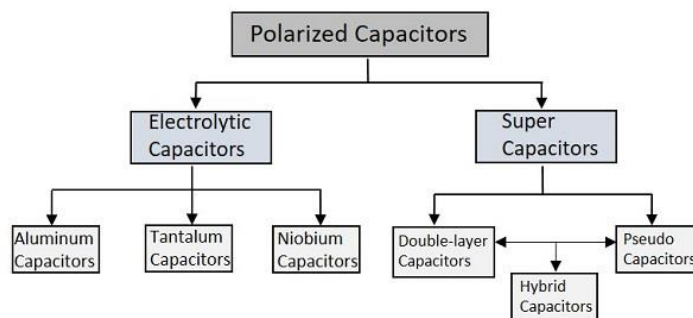 Polarized Capacitors
Electrolytic
Capacitors
Super
Capacitors
Aluminum
Capacitors
Tantalum
Capacitors
Niobium
Capacitors
Double-layer
Capacitors
Pseudo
Capacitors
Hybrid
Capacitors